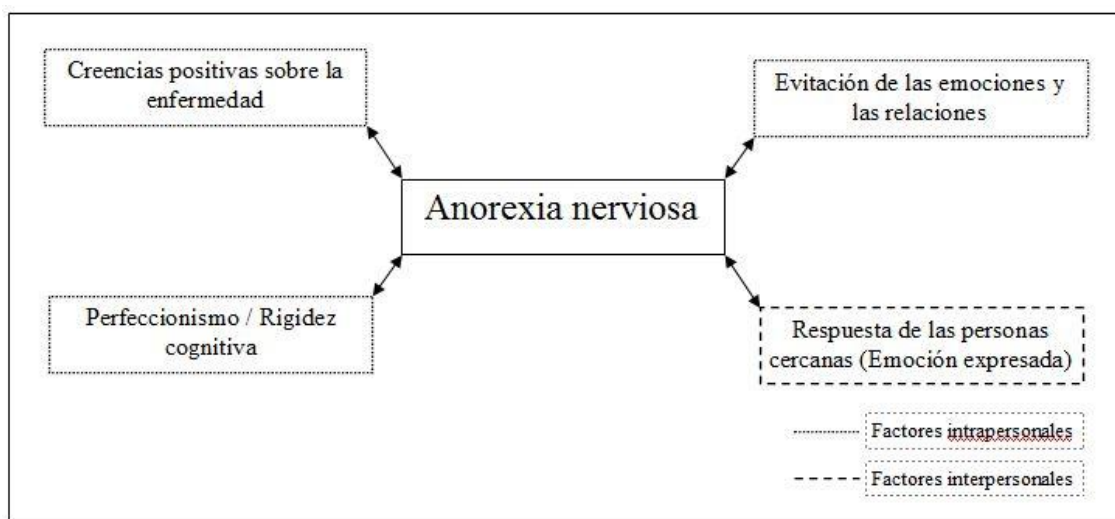 Creencias positivas sobre la
enfermedad
Evitación de las emociones y
las relaciones
Anorexia nerviosa
Perfeccionismo / Rigidez
cognitiva
Respuesta de las personas
cercanas (Emoción expresada)
Factores intrapersonales
Factores interpersonales